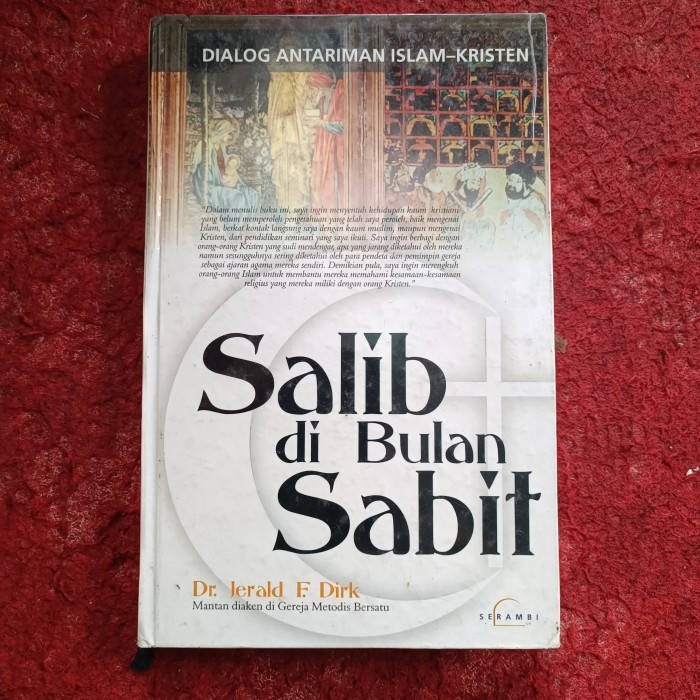 DIALOG ANTARIMAN ISLAM–KRISTEN
"Dalam menulis buku ini, saya ingin menyentuh kehidupan kaum kristiani
yang belum memperoleh pengetahuan yang telah saya peroleh, baik mengenai
Islam, berkat kontak langsung saya dengan kaum muslim, maupun mengenai
Kristen, dari pendidikan seminari yang saya ikuti. Saya ingin berbagi dengan
orang-orang Kristen yang sudi mendengar, apa yang jarang diketahui oleh mereka
namun sesungguhnya sering diketahui oleh para pendeta dan pemimpin gereja
sebagai ajaran agama mereka sendiri. Demikian pula, saya ingin merengkuh
orang-orang Islam untuk membantu mereka memahami kesamaan-kesamaan
religius yang mereka miliki dengan orang Kristen."
Salib
di Bulan
Sabit
Dr. Jerald F. Dirk
Mantan diaken di Gereja Metodis Bersatu
SERAMBI